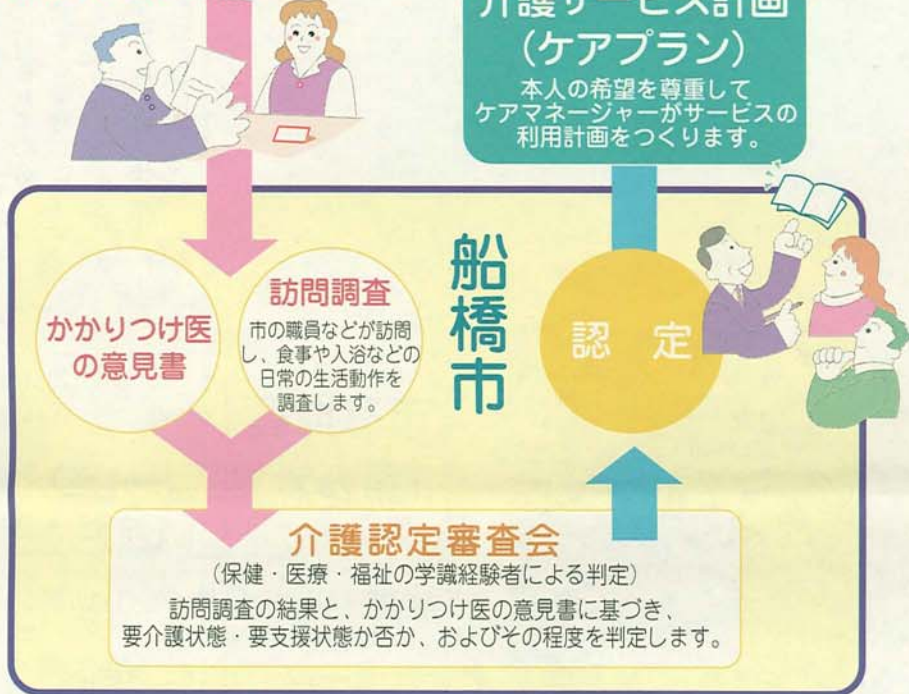 介護サービス計画
（ケアプラン）
本人の希望を尊重して
ケアマネージャーがサービスの
利用計画をつくります。
船橋市
かかりつけ医
の意見書
訪問調査
市の職員などが訪問
し、食事や入浴などの
日常の生活動作を
調査します。
認定
介護認定審査会
（保健・医療・福祉の学識経験者による判定）
訪問調査の結果と、かかりつけ医の意見書に基づき、
要介護状態・要支援状態か否か、およびその程度を判定します。